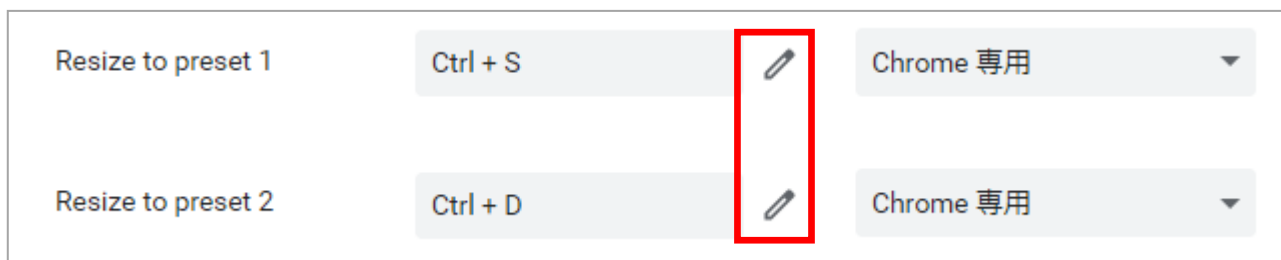 Resize to preset 1 Ctrl + S Chrome 専用
Resize to preset 2 Ctrl + D Chrome 専用